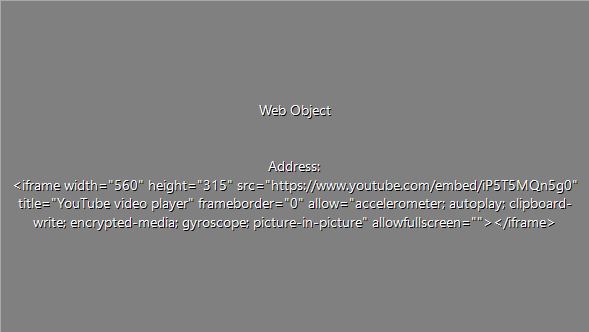 Web Object
Address:
<iframe width="560" height="315" src="https://www.youtube.com/embed/iP5T5MQn5g0"
title="YouTube video player" frameborder="0" allow="accelerometer; autoplay; clipboard-
write; encrypted-media; gyroscope; picture-in-picture" allowfullscreen=""></iframe>